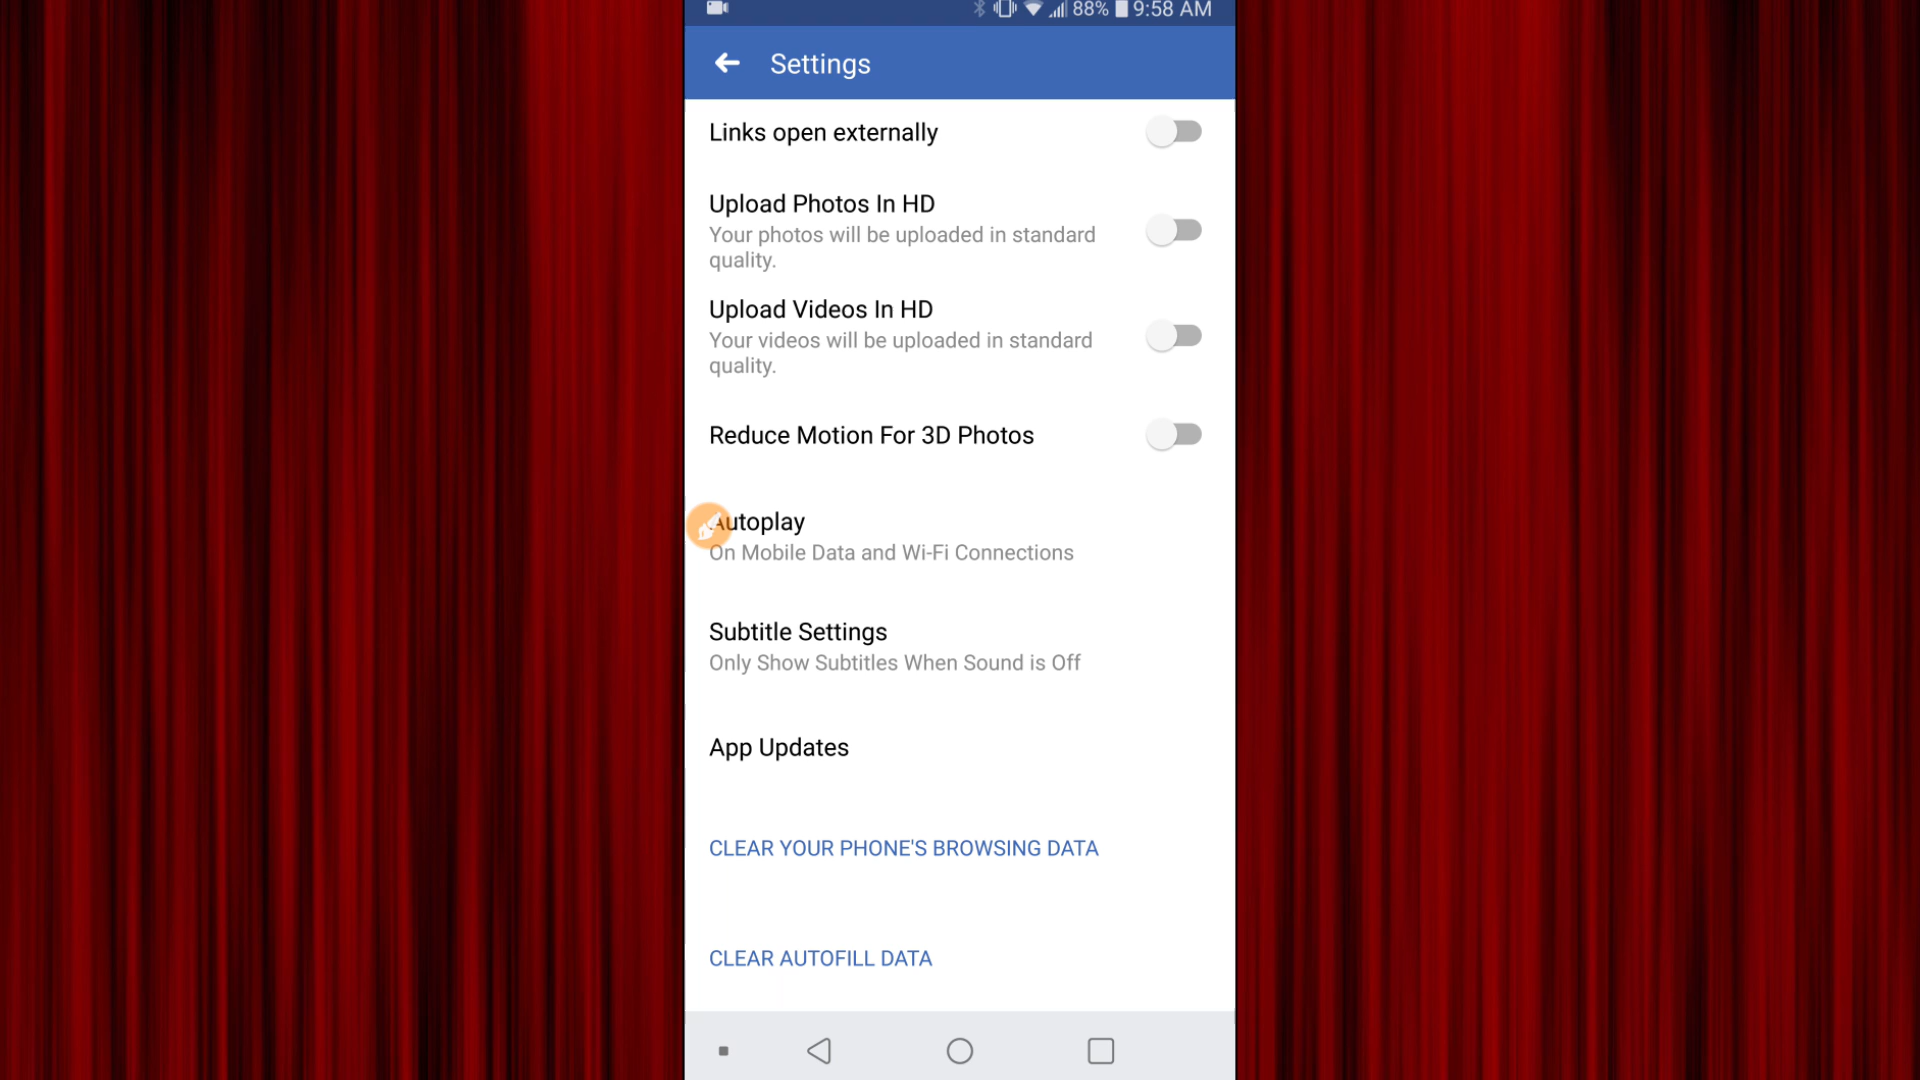 88% 9:58 AM
Settings
Links open externally
Upload Photos In HD
Your photos will be uploaded in standard
quality.
Upload Videos In HD
Your videos will be uploaded in standard
quality.
Reduce Motion For 3D Photos
Autoplay
On Mobile Data and Wi-Fi Connections
Subtitle Settings
Only Show Subtitles When Sound is Off
App Updates
CLEAR YOUR PHONE'S BROWSING DATA
CLEAR AUTOFILL DATA